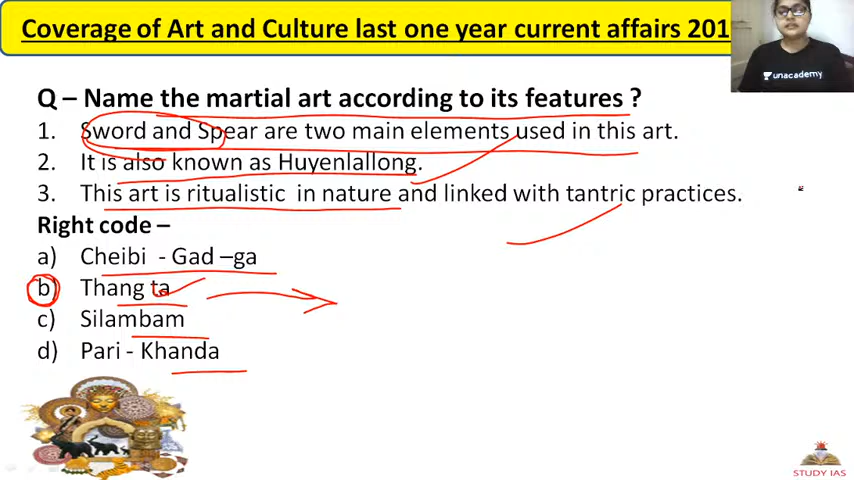 Coverage of Art and Culture last one year current affairs 201
unacademy
Q – Name the martial art according to its features ?
1. Sword and Spear are two main elements used in this art.
2. It is also known as Huyenlallong.
3. This art is ritualistic in nature and linked with tantric practices.
Right code –
a) Cheibi - Gad –ga
b) Thang ta
c) Silambam
d) Pari - Khanda
STUDY IAS